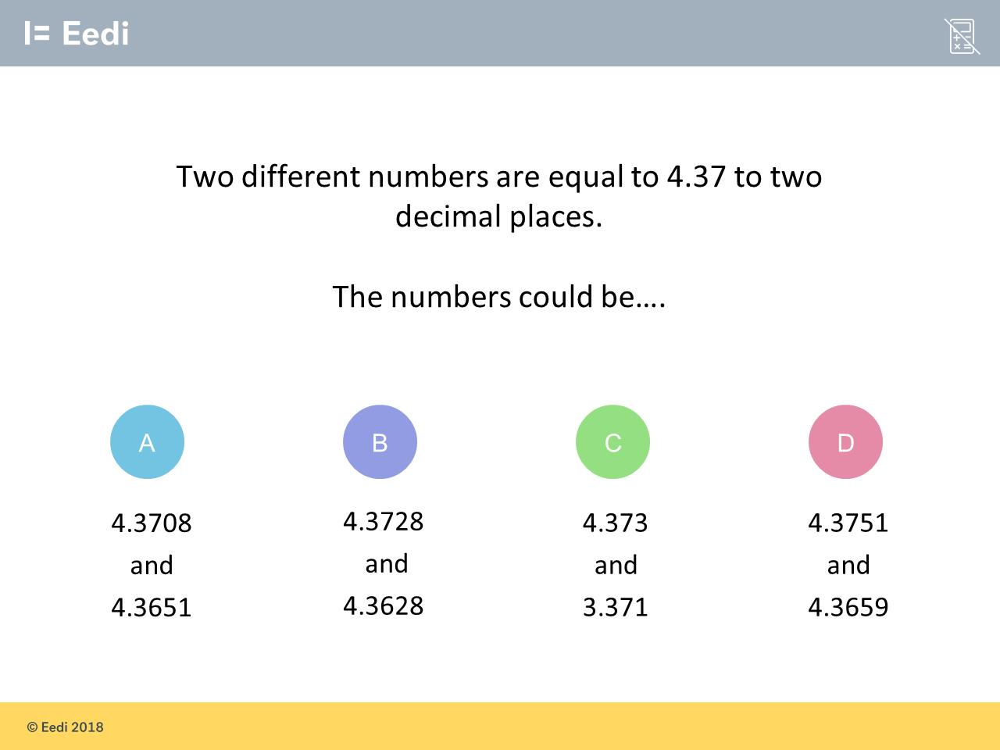 Eedi
Two different numbers are equal to 4.37 to two
decimal places.
The numbers could be....
A
B
C
D
4.3708
and
4.3651
4.3728
and
4.3628
4.373
and
3.371
4.3751
and
4.3659
© Eedi 2018